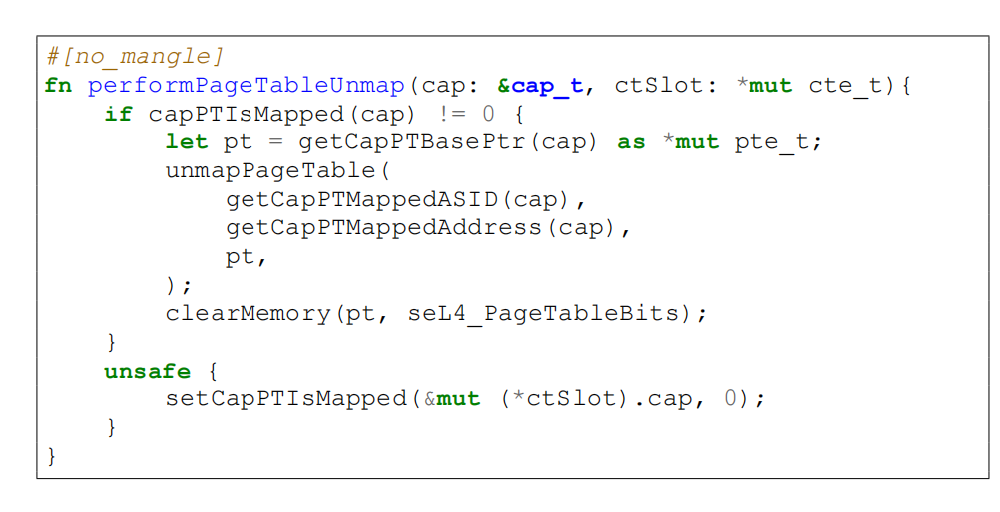 #[no_mangle]
fn performPageTableUnmap(cap: &cap_t, ctSlot: *mut cte_t){
    if capPTIsMapped(cap) != 0 {
        let pt = getCapPTBasePtr(cap) as *mut pte_t;
        unmapPageTable(
            getCapPTMappedASID(cap),
            getCapPTMappedAddress(cap),
            pt,
        );
        clearMemory(pt, seL4_PageTableBits);
    }
    unsafe {
        setCapPTIsMapped(&mut (*ctSlot).cap, 0);
    }
}